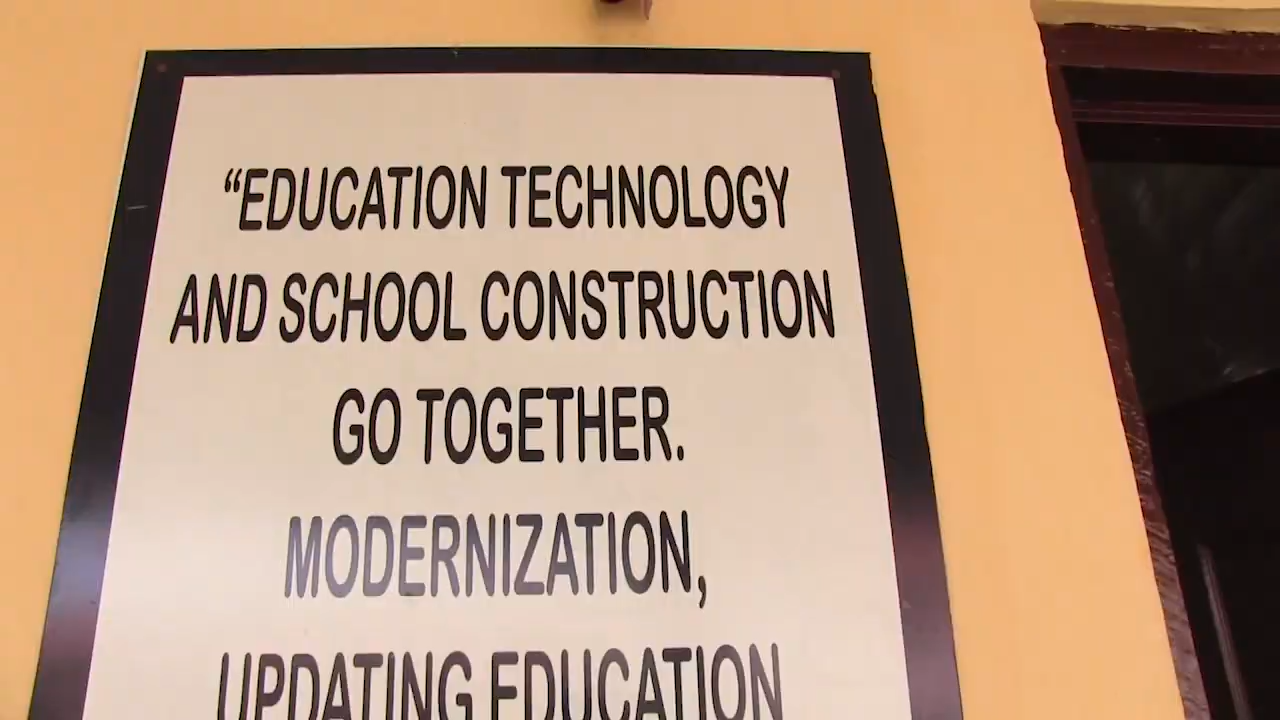 “EDUCATION TECHNOLOGY
AND SCHOOL CONSTRUCTION
GO TOGETHER.
MODERNIZATION,
UPDATING EDUCATION